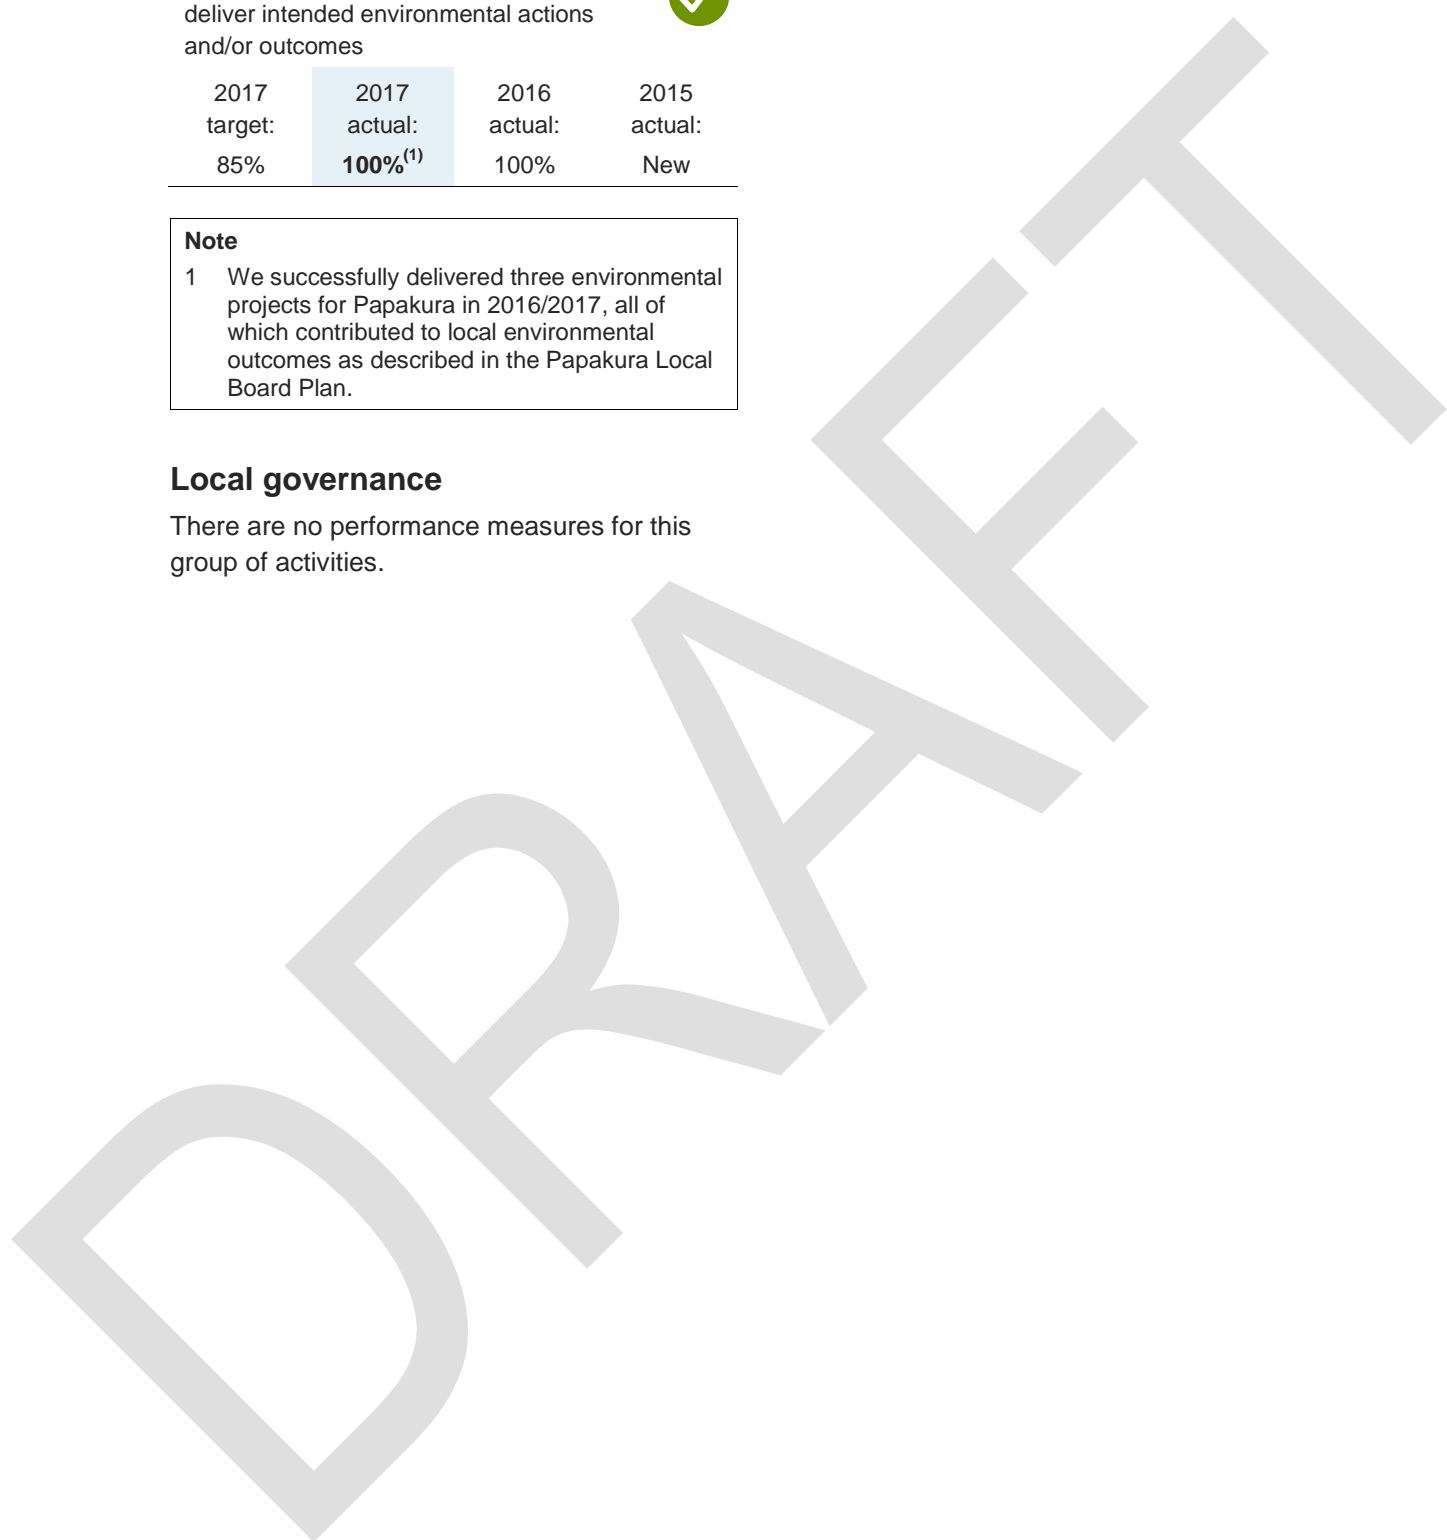 deliver intended environmental actions
and/or outcomes
2017 2017 2016 2015
target: actual: actual: actual:
85% 100%(1) 100% New
Note
1 We successfully delivered three environmental
projects for Papakura in 2016/2017, all of
which contributed to local environmental
outcomes as described in the Papakura Local
Board Plan.
Local governance
There are no performance measures for this
group of activities.
DRAFT